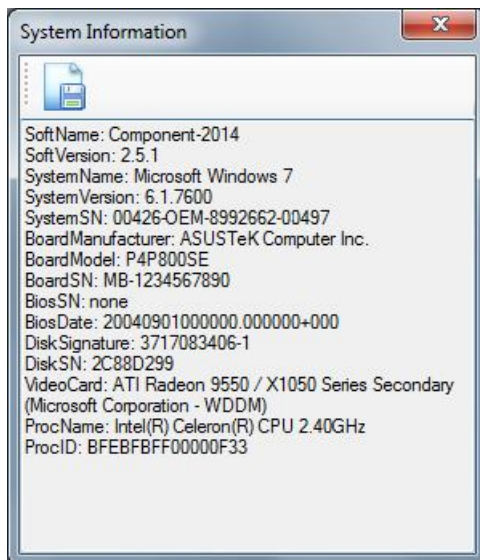 System Information
SoftName: Component-2014
SoftVersion: 2.5.1
SystemName: Microsoft Windows 7
SystemVersion: 6.1.7600
SystemSN: 00426-OEM-8992662-00497
BoardManufacturer: ASUSTeK Computer Inc.
BoardModel: P4P800SE
BoardSN: MB-1234567890
BiosSN: none
BiosDate: 20040901000000.000000+000
DiskSignature: 3717083406-1
DiskSN: 2C88D299
VideoCard: ATI Radeon 9550 / X1050 Series Secondary
(Microsoft Corporation - WDDM)
ProcName: Intel(R) Celeron(R) CPU 2.40GHz
ProcID: BFEBFBFF00000F33